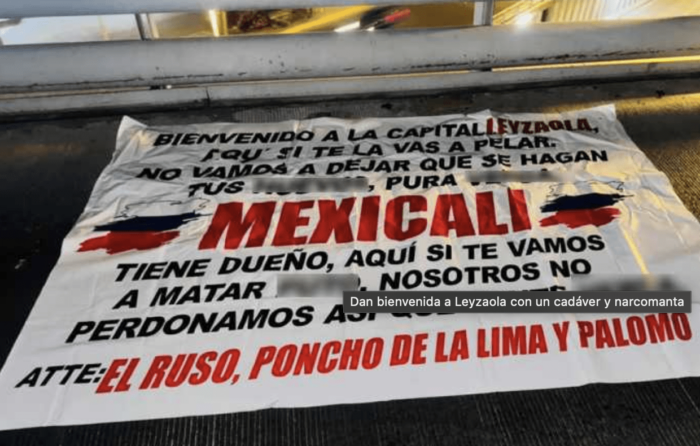 BIENVENIDO A LA CAPITAL LEYZAOLA,
AQUÍ SI TE LA VAS A PELAR.
NO VAMOS A DEJAR QUE SE HAGAN
TUS , PURA
MEXICALI
TIENE DUEÑO, AQUÍ SI TE VAMOS
A MATAR , NOSOTROS NO
Dan bienvenida a Leyzaola con un cadáver y narcomanta
PERDONAMOS ASI
ATTE: EL RUSO, PONCHO DE LA LIMA Y PALOMO